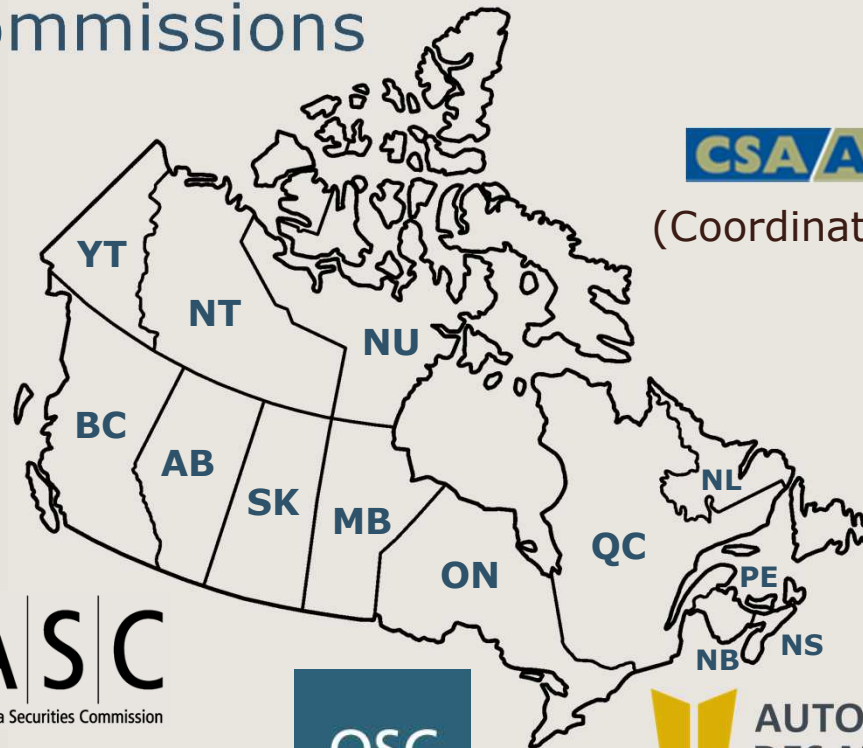 ommissions
CSA/A
(Coordinat
YT
NT
NU
BC
AB
SK
MB
ON
QC
NL
PE
NB
NS
A|S|C
a Securities Commission
OSC
AUTO